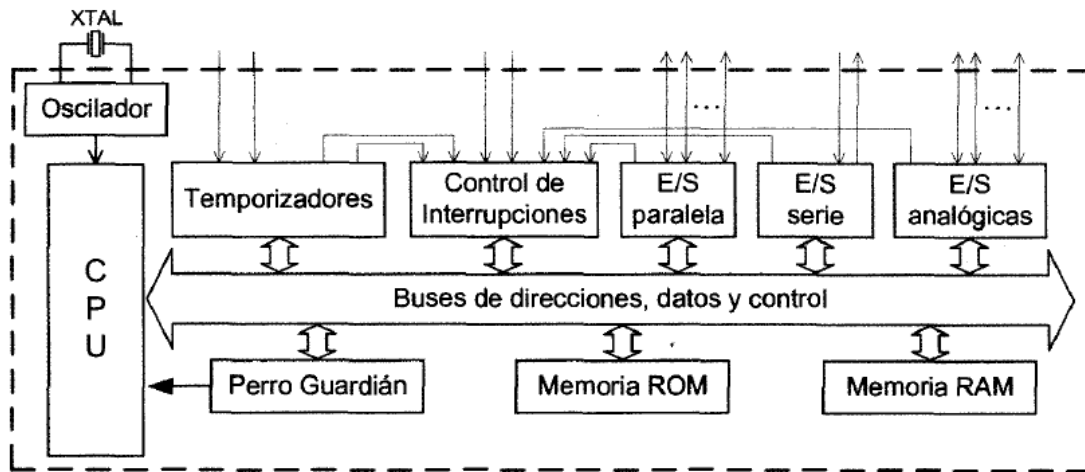 XTAL
Oscilador
...
...
Temporizadores
Control de
Interrupciones
E/S
paralela
E/S
serie
E/S
analógicas
C
P
U
Buses de direcciones, datos y control
Perro Guardián
Memoria ROM
Memoria RAM